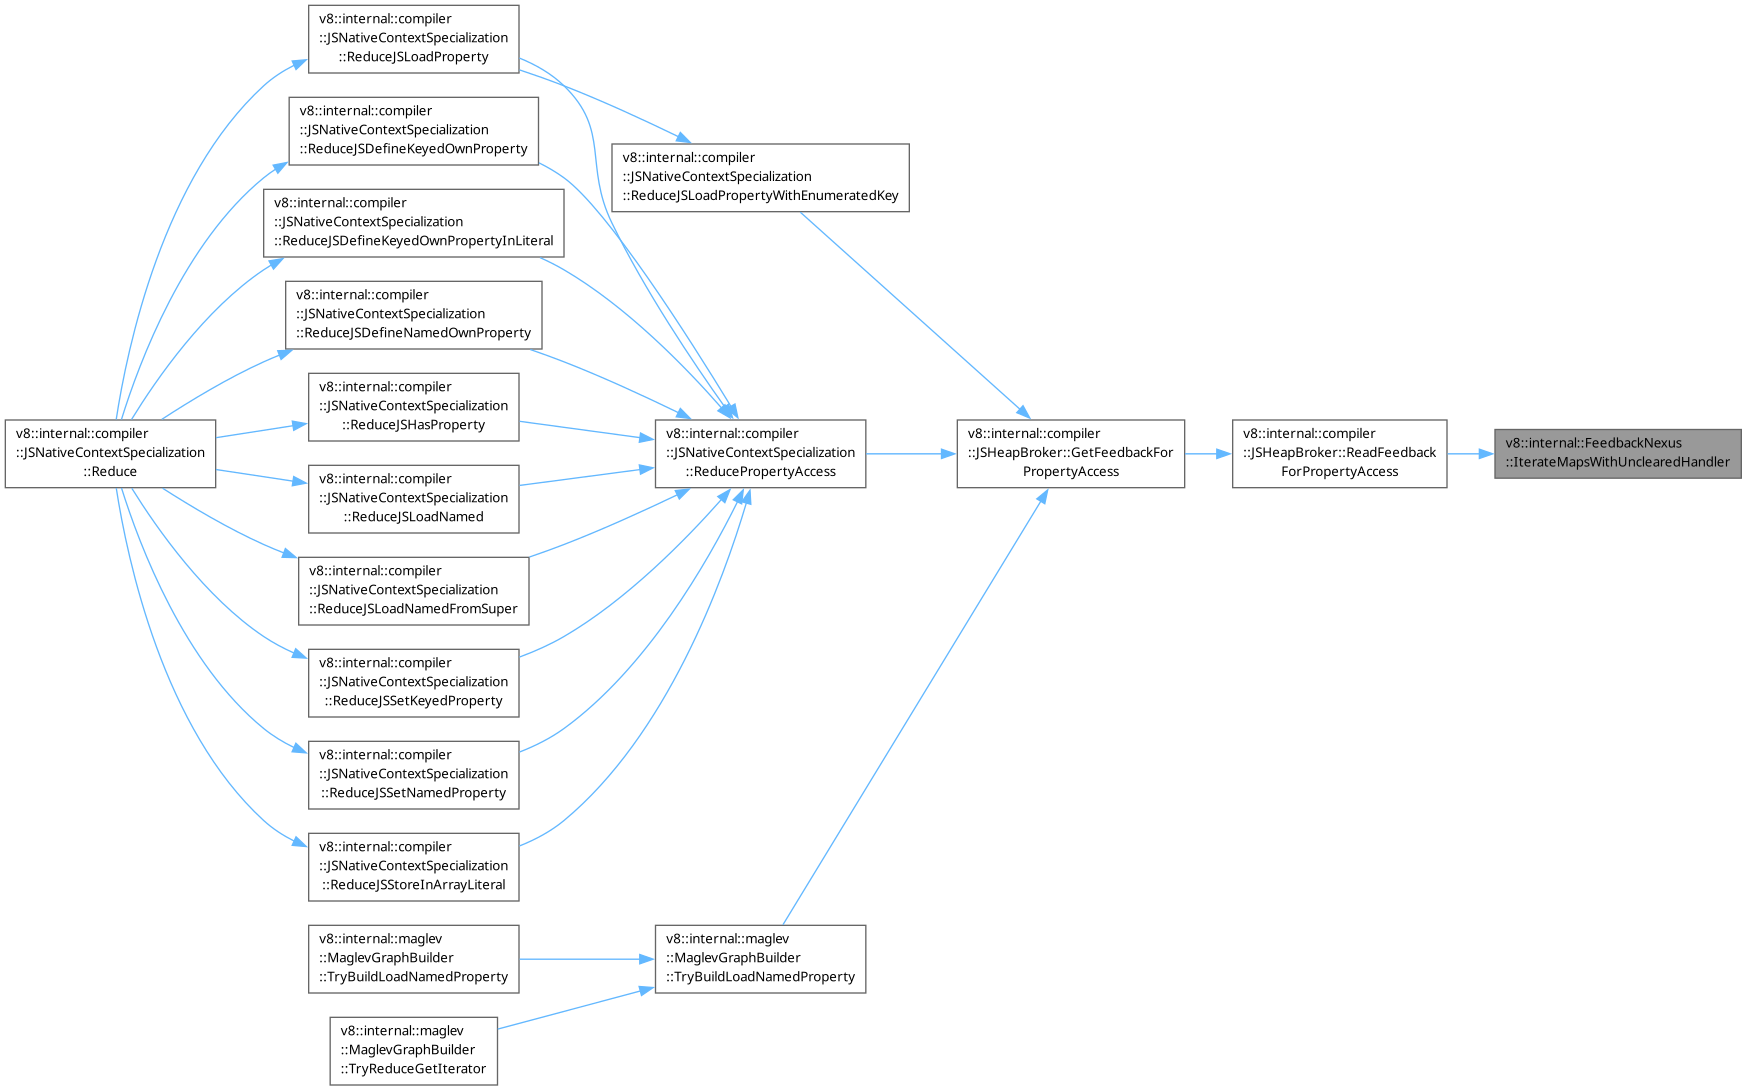 v8::internal::compiler
::JSNativeContextSpecialization
::ReduceJSLoadProperty
v8::internal::compiler
::JSNativeContextSpecialization
::ReduceJSDefineKeyedOwnProperty
v8::internal::compiler
::JSNativeContextSpecialization
::ReduceJSLoadPropertyWithEnumeratedKey
v8::internal::compiler
::JSNativeContextSpecialization
::ReduceJSDefineKeyedOwnPropertyInLiteral
v8::internal::compiler
::JSNativeContextSpecialization
::ReduceJSDefineNamedOwnProperty
v8::internal::compiler
::JSNativeContextSpecialization
::ReduceJSHasProperty
v8::internal::compiler
::JSNativeContextSpecialization
::Reduce
v8::internal::compiler
::JSNativeContextSpecialization
::ReducePropertyAccess
v8::internal::compiler
::JSHeapBroker::GetFeedbackFor
PropertyAccess
v8::internal::compiler
::JSHeapBroker::ReadFeedback
ForPropertyAccess
v8::internal::FeedbackNexus
::IterateMapsWithUnclearedHandler
v8::internal::compiler
::JSNativeContextSpecialization
::ReduceJSLoadNamed
v8::internal::compiler
::JSNativeContextSpecialization
::ReduceJSLoadNamedFromSuper
v8::internal::compiler
::JSNativeContextSpecialization
::ReduceJSSetKeyedProperty
v8::internal::compiler
::JSNativeContextSpecialization
::ReduceJSSetNamedProperty
v8::internal::compiler
::JSNativeContextSpecialization
::ReduceJSStoreInArrayLiteral
v8::internal::maglev
::MaglevGraphBuilder
::TryBuildLoadNamedProperty
v8::internal::maglev
::MaglevGraphBuilder
::TryBuildLoadNamedProperty
v8::internal::maglev
::MaglevGraphBuilder
::TryReduceGetIterator